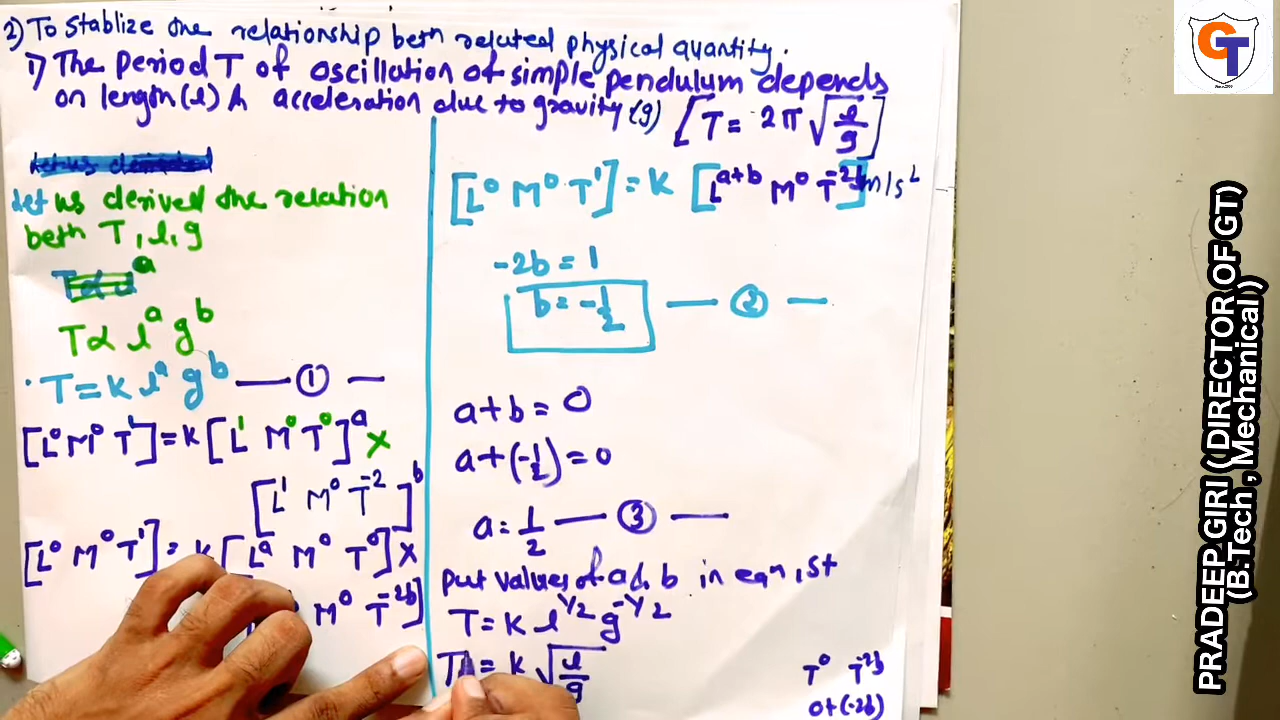 2) To Stablize the relationship betn related physical quantity.
1) The Period T of oscillation of simple pendulum depends
on length (l) & acceleration due to gravity (g) [T = 2π√l/g]
Let us derived the relation
betn T, l, g
T ∝ l^a g^b
T = K l^a g^b — ① —
[L⁰ M⁰ T¹] = K [L¹ M⁰ T⁰]^a ×
[L¹ M⁰ T⁻²]^b
[L⁰ M⁰ T¹] = K [L^a M⁰ T⁰] ×
M⁰ T^-2b]
[L⁰ M⁰ T¹] = K [L^a+b M⁰ T^-2b] m/s²
-2b = 1
b = -1/2 — ② —
a+b = 0
a+(-1/2) = 0
a = 1/2 — ③ —
put values of a & b in eqn, 1st
T = K l^1/2 g^-1/2
T = K √l/g
T⁰ T^-2b
0+(-2b)
GT
PRADEEP GIRI ( DIRECTOR OF GT)
(B.Tech , Mechanical)